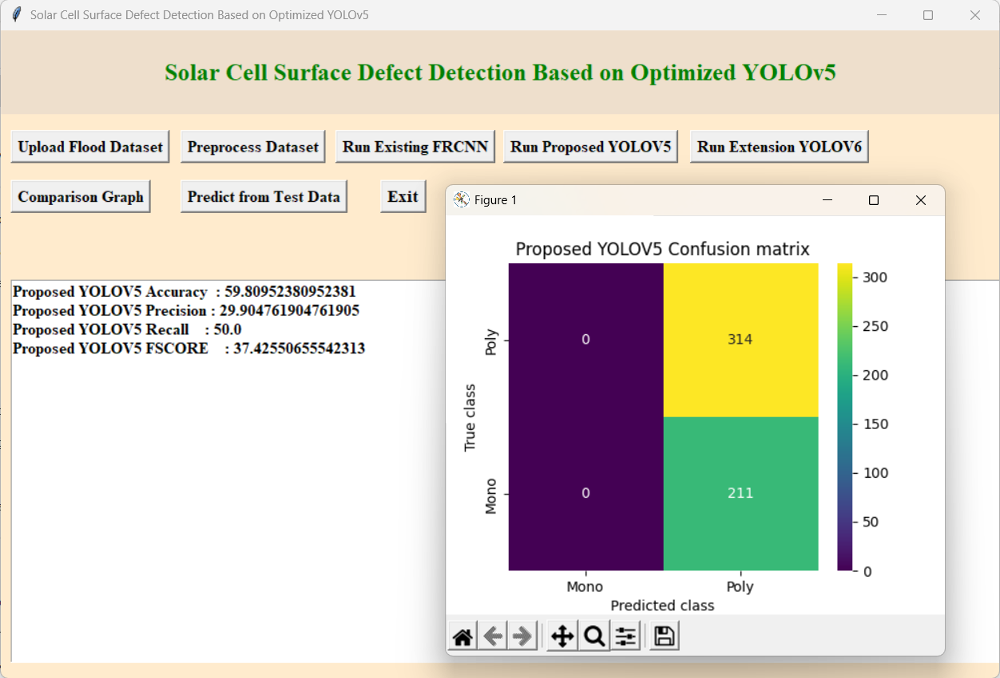 Solar Cell Surface Defect Detection Based on Optimized YOLOv5
Solar Cell Surface Defect Detection Based on Optimized YOLOv5
Upload Flood Dataset
Preprocess Dataset
Run Existing FRCNN
Run Proposed YOLOV5
Run Extension YOLOV6
Comparison Graph
Predict from Test Data
Exit
Proposed YOLOV5 Accuracy : 59.80952380952381
Proposed YOLOV5 Precision : 29.904761904761905
Proposed YOLOV5 Recall : 50.0
Proposed YOLOV5 FSCORE : 37.42550655542313
Figure 1
Proposed YOLOV5 Confusion matrix
True class
Poly
Mono
0
314
0
211
Mono
Poly
Predicted class
300
250
200
150
100
50
0